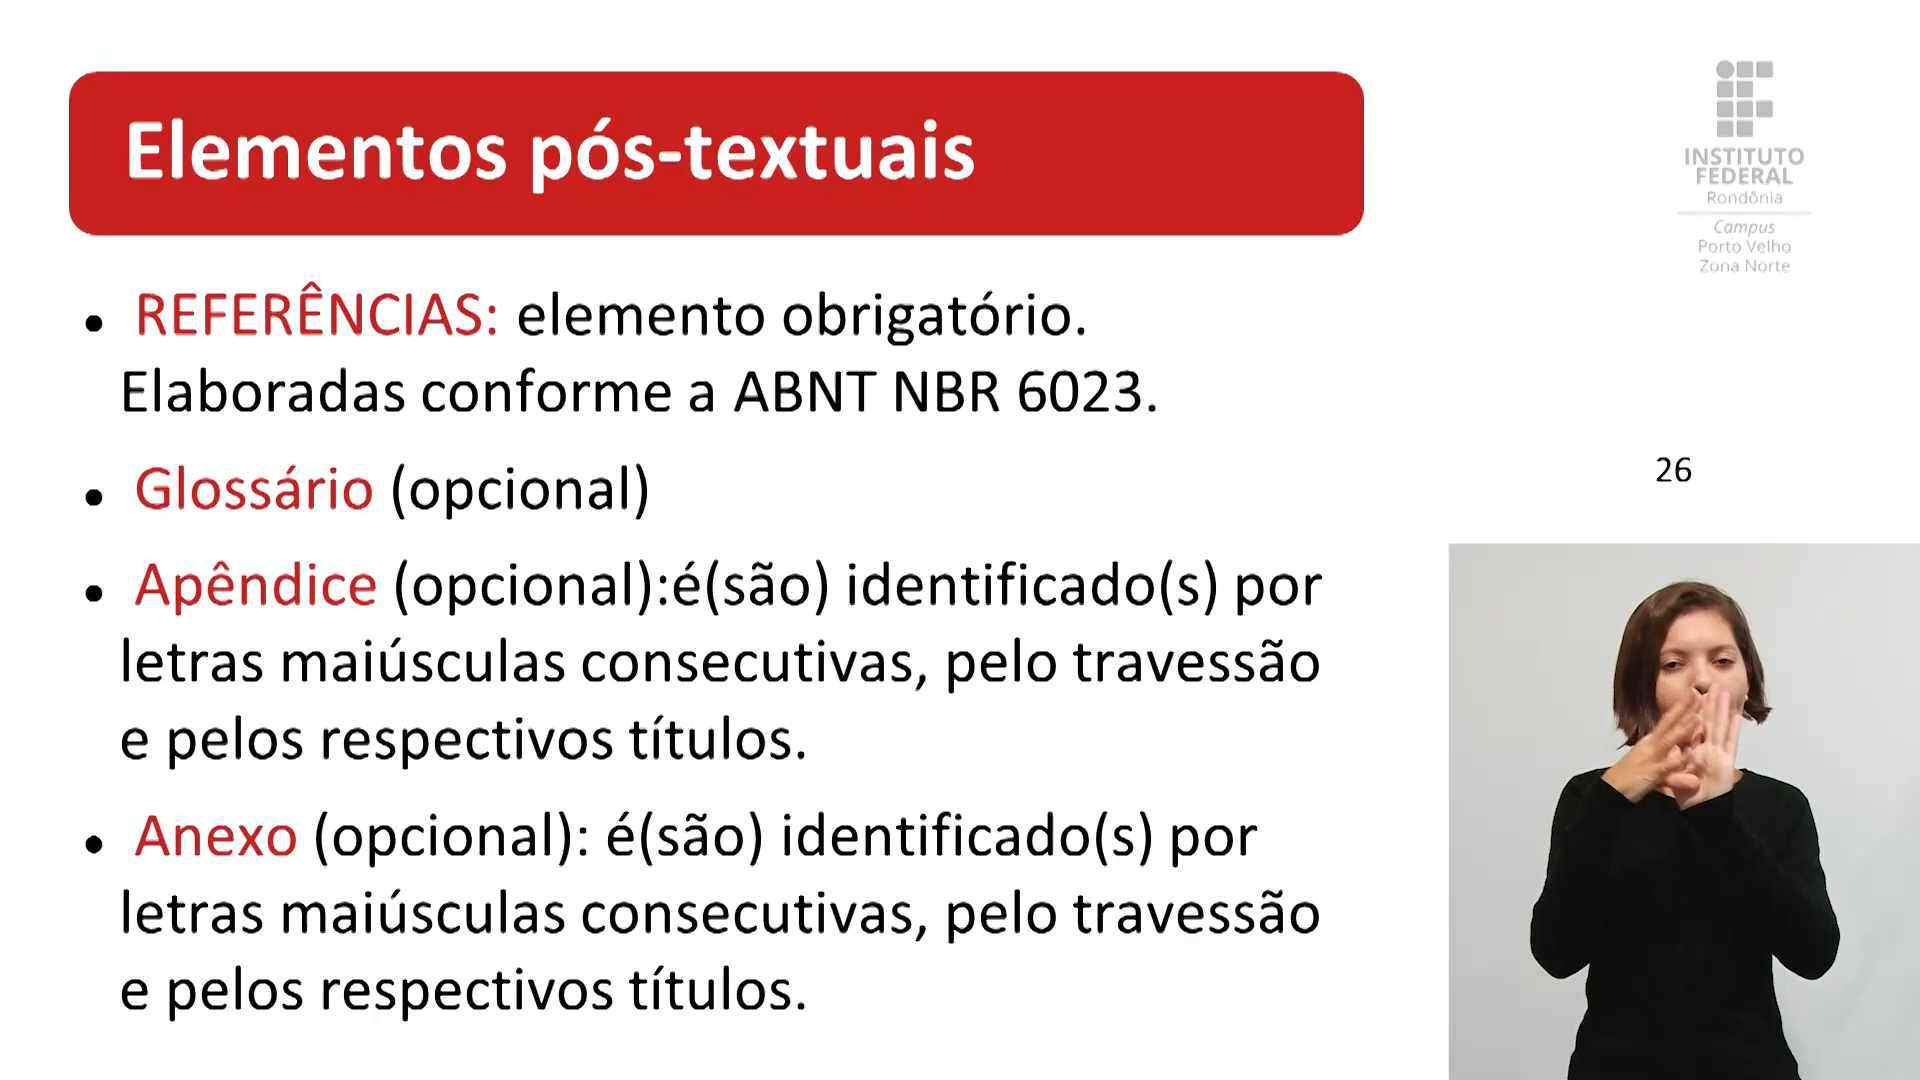 Elementos pós-textuais
INSTITUTO
FEDERAL
Rondônia
Campus
Porto Velho
Zona Norte
• REFERÊNCIAS: elemento obrigatório.
Elaboradas conforme a ABNT NBR 6023.
• Glossário (opcional)
• Apêndice (opcional):é(são) identificado(s) por
letras maiúsculas consecutivas, pelo travessão
e pelos respectivos títulos.
• Anexo (opcional): é(são) identificado(s) por
letras maiúsculas consecutivas, pelo travessão
e pelos respectivos títulos.
26